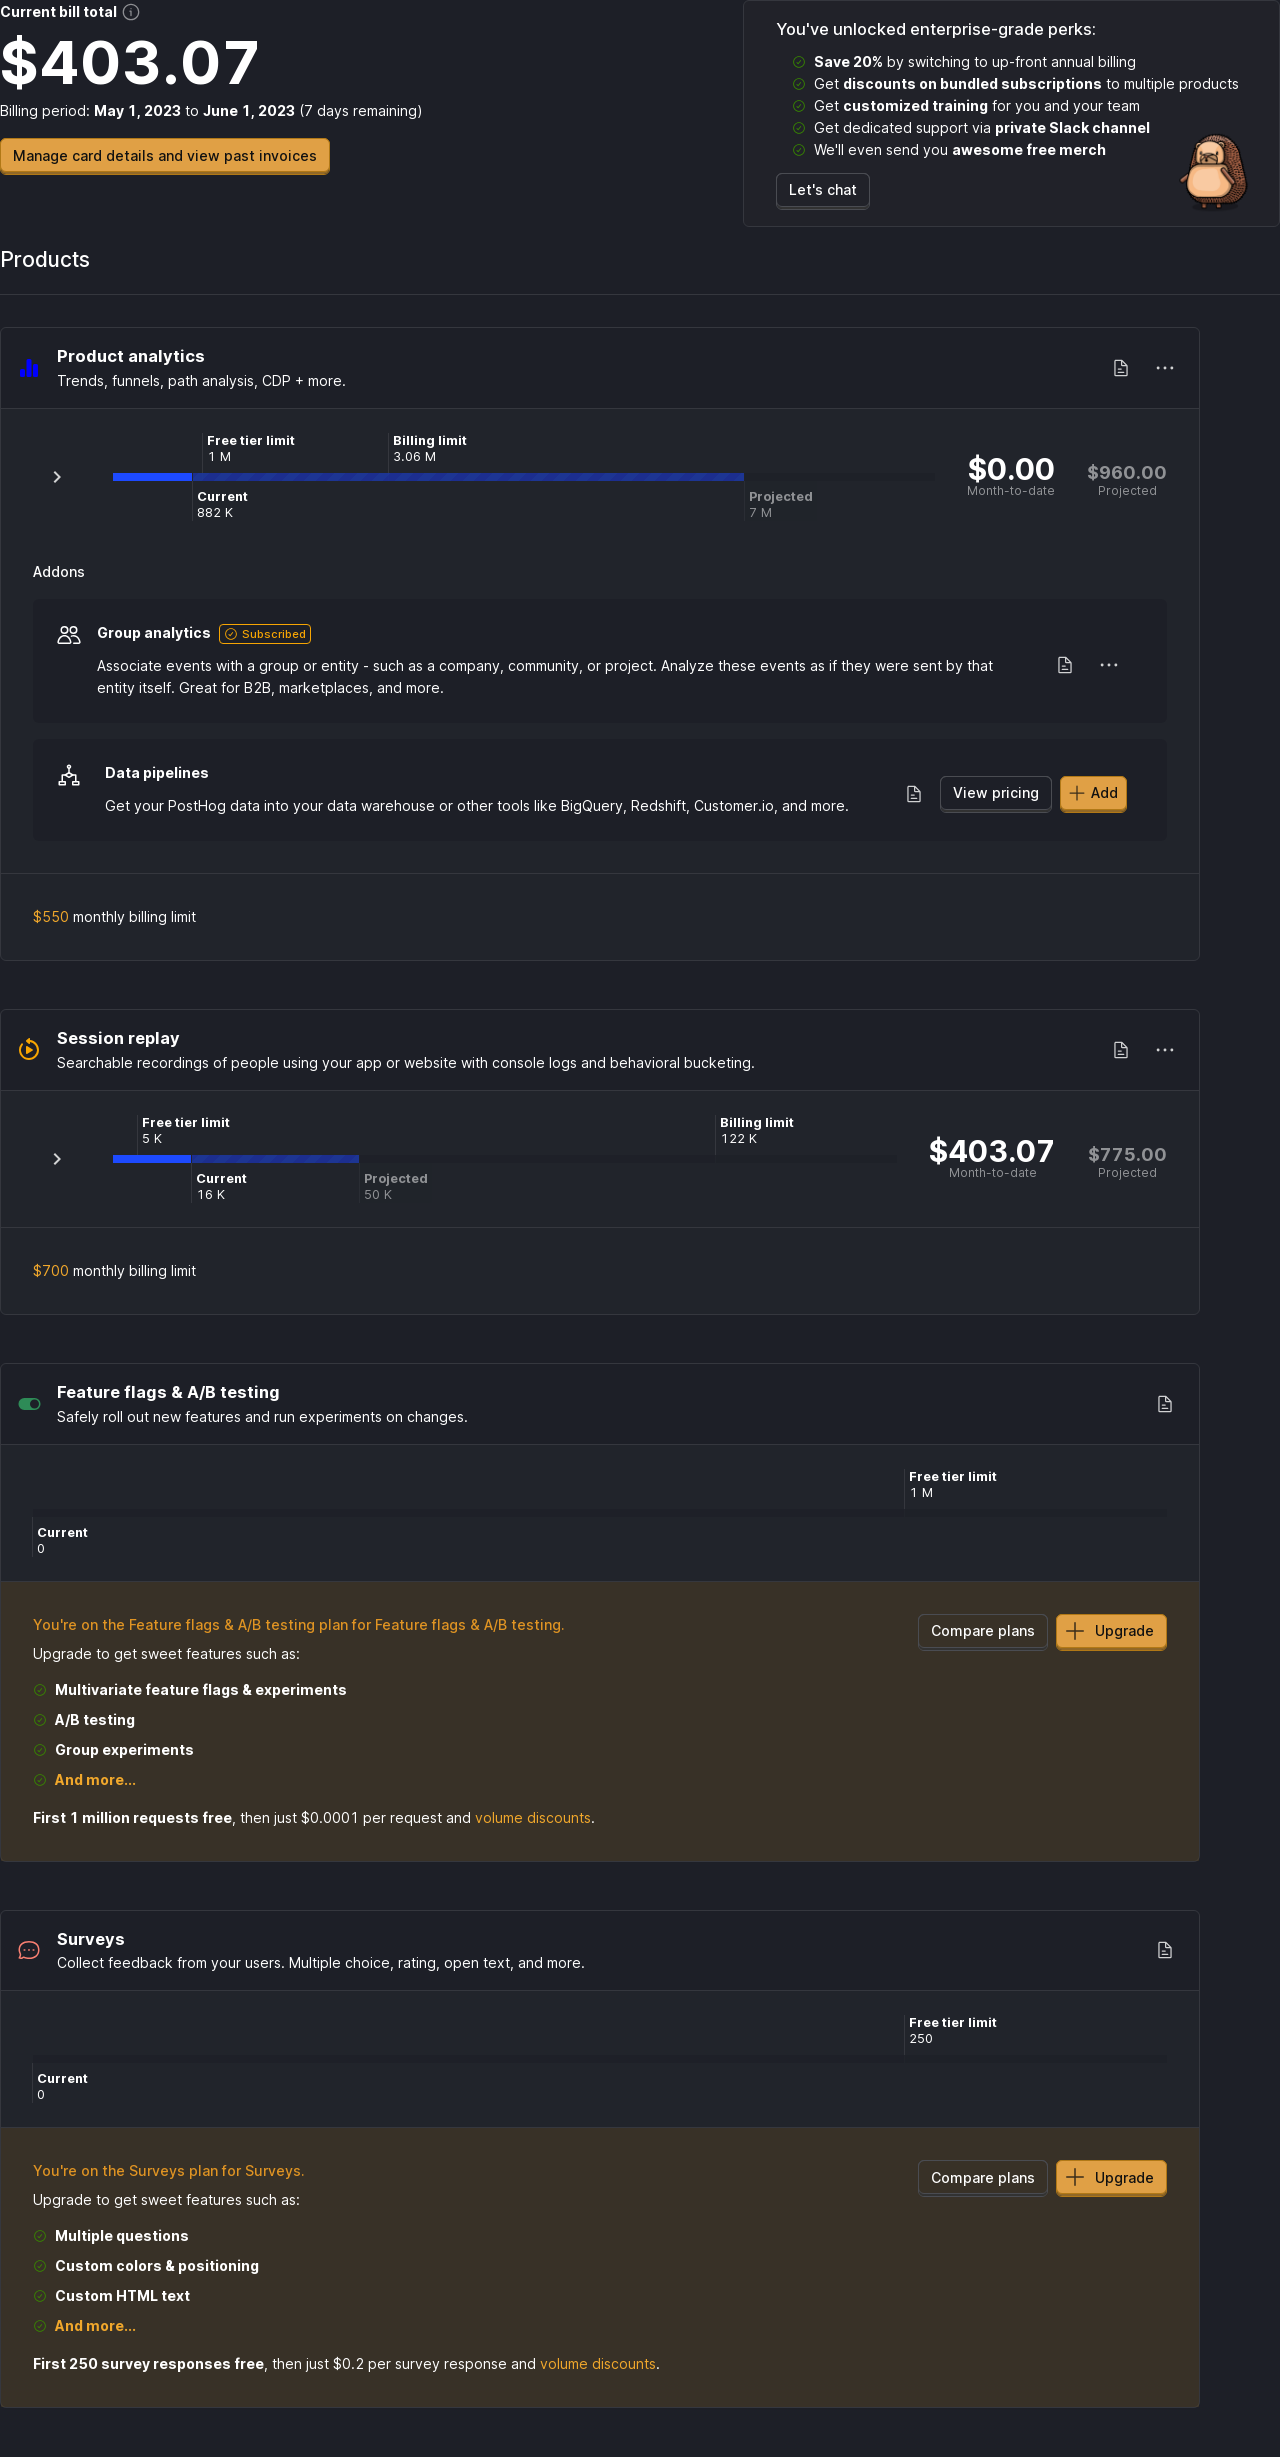 Current bill total
$403.07
Billing period: May 1, 2023 to June 1, 2023 (7 days remaining)
Manage card details and view past invoices
You've unlocked enterprise-grade perks:
Save 20% by switching to up-front annual billing
Get discounts on bundled subscriptions to multiple products
Get customized training for you and your team
Get dedicated support via private Slack channel
We'll even send you awesome free merch
Let's chat
Products
Product analytics
Trends, funnels, path analysis, CDP + more.
Free tier limit
1 M
Billing limit
3.06 M
Current
882 K
Projected
7 M
$0.00
Month-to-date
$960.00
Projected
Addons
Group analytics Subscribed
Associate events with a group or entity - such as a company, community, or project. Analyze these events as if they were sent by that
entity itself. Great for B2B, marketplaces, and more.
Data pipelines
Get your PostHog data into your data warehouse or other tools like BigQuery, Redshift, Customer.io, and more.
View pricing
Add
$550 monthly billing limit
Session replay
Searchable recordings of people using your app or website with console logs and behavioral bucketing.
Free tier limit
5 K
Billing limit
122 K
Current
16 K
Projected
50 K
$403.07
Month-to-date
$775.00
Projected
$700 monthly billing limit
Feature flags & A/B testing
Safely roll out new features and run experiments on changes.
Free tier limit
1 M
Current
0
You're on the Feature flags & A/B testing plan for Feature flags & A/B testing.
Compare plans
Upgrade
Upgrade to get sweet features such as:
Multivariate feature flags & experiments
A/B testing
Group experiments
And more...
First 1 million requests free, then just $0.0001 per request and volume discounts.
Surveys
Collect feedback from your users. Multiple choice, rating, open text, and more.
Free tier limit
250
Current
0
You're on the Surveys plan for Surveys.
Compare plans
Upgrade
Upgrade to get sweet features such as:
Multiple questions
Custom colors & positioning
Custom HTML text
And more...
First 250 survey responses free, then just $0.2 per survey response and volume discounts.